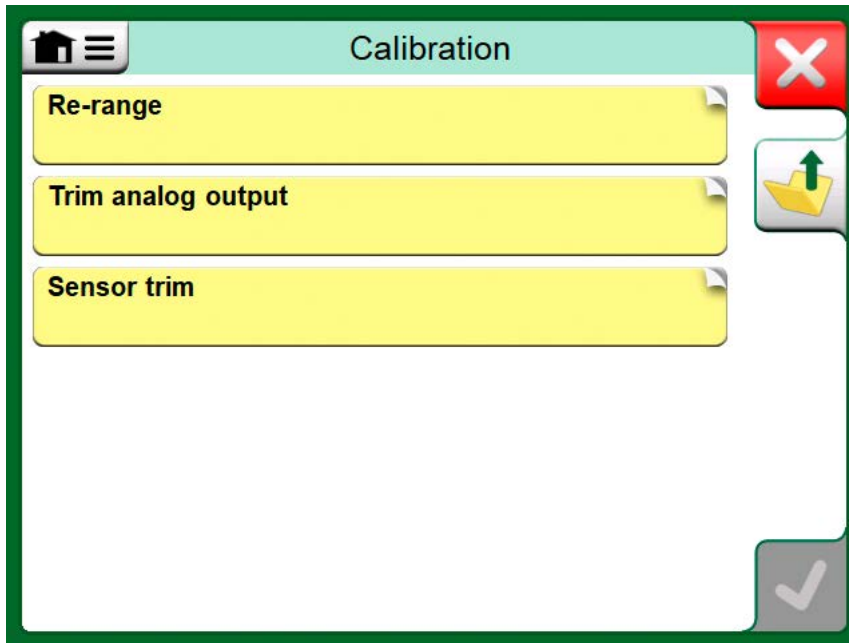 Calibration
Re-range
Trim analog output
Sensor trim